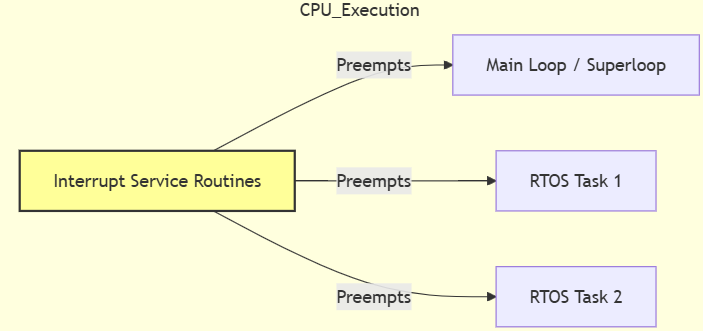 CPU_Execution
Preempts
Main Loop / Superloop
Interrupt Service Routines
Preempts
RTOS Task 1
Preempts
RTOS Task 2